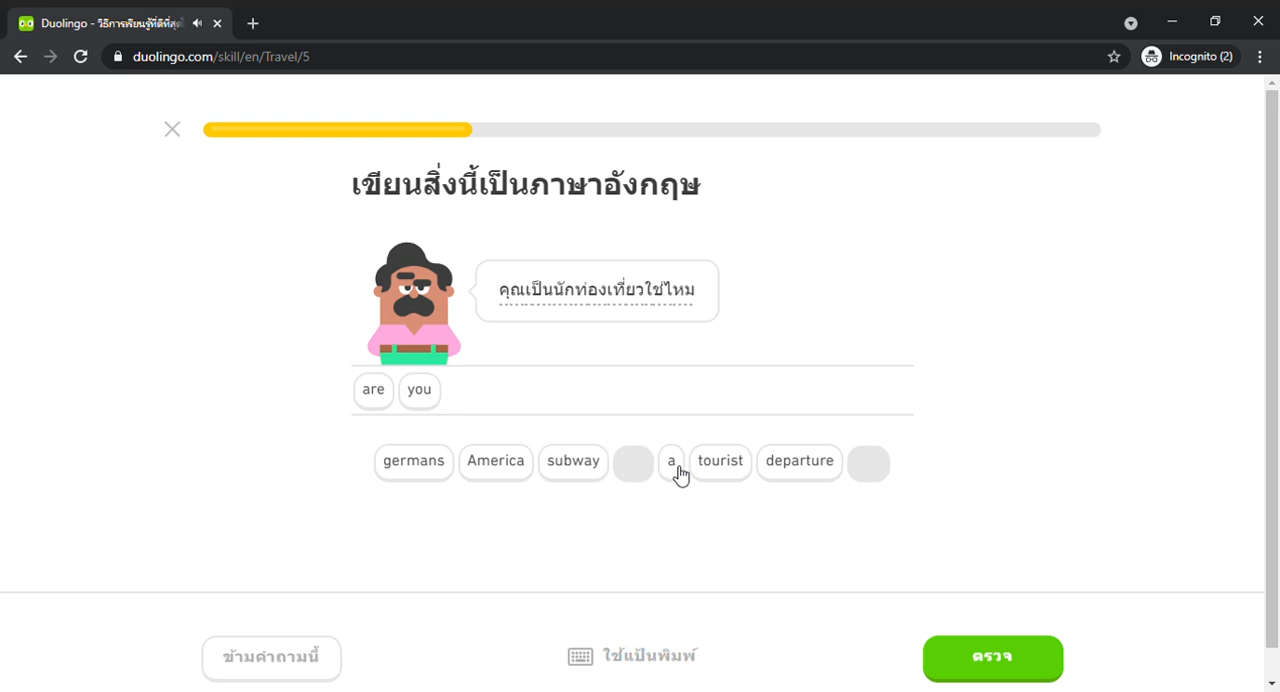 Duolingo - วิธีการเรียนรู้ที่ดีที่สุดใ
duolingo.com/skill/en/Travel/5
Incognito (2)
เขียนสิ่งนี้เป็นภาษาอังกฤษ
คุณเป็นนักท่องเที่ยวใช่ไหม
are you
germans America subway a tourist departure
ข้ามคำถามนี้
ใช้แป้นพิมพ์
ตรวจ